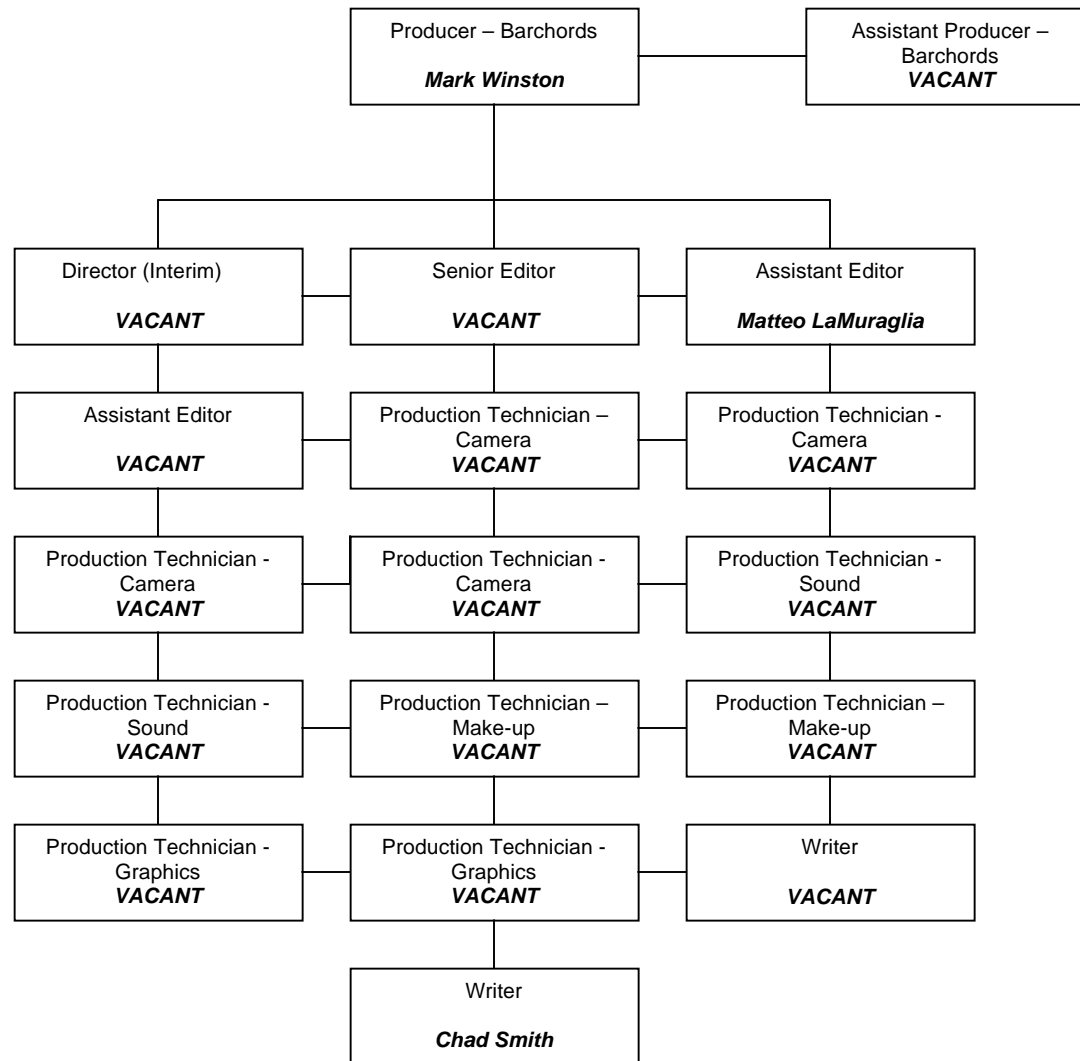 Producer – Barchords
Mark Winston
Assistant Producer –
Barchords
VACANT
Director (Interim)
VACANT
Senior Editor
VACANT
Assistant Editor
Matteo LaMuraglia
Assistant Editor
VACANT
Production Technician –
Camera
VACANT
Production Technician -
Camera
VACANT
Production Technician -
Camera
VACANT
Production Technician -
Camera
VACANT
Production Technician -
Sound
VACANT
Production Technician -
Sound
VACANT
Production Technician –
Make-up
VACANT
Production Technician –
Make-up
VACANT
Production Technician -
Graphics
VACANT
Production Technician -
Graphics
VACANT
Writer
VACANT
Writer
Chad Smith